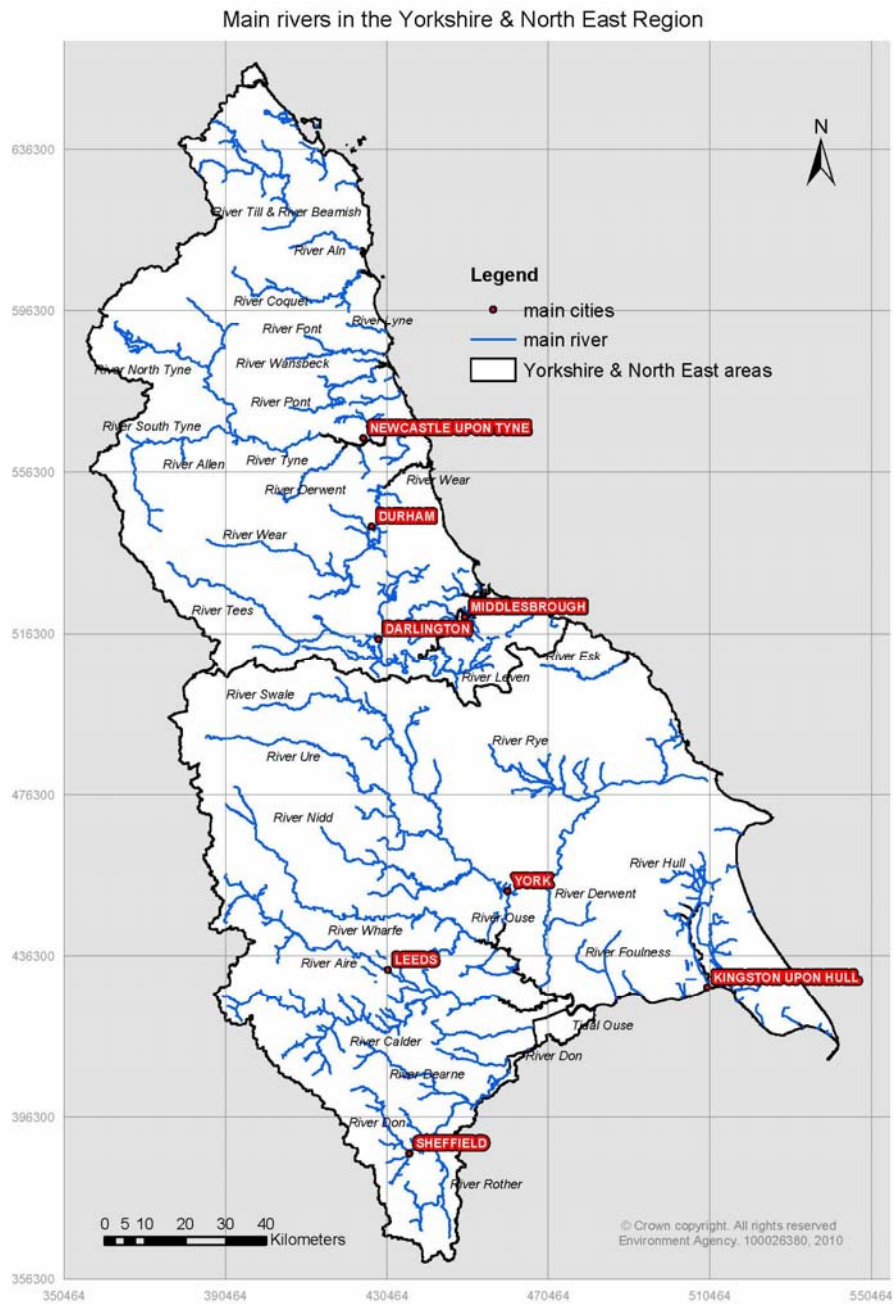 Main rivers in the Yorkshire & North East Region
N
636300
River Till & River Beamish
River Aln
Legend
main cities
main river
Yorkshire & North East areas
596300
River Coquet
River Lyne
River Font
River Wansbeck
River North Tyne
River Pont
River South Tyne
NEWCASTLE UPON TYNE
River Allen
River Tyne
556300
River Wear
River Derwent
DURHAM
River Wear
River Tees
MIDDLESBROUGH
516300
DARLINGTON
River Esk
River Leven
River Swale
River Rye
River Ure
476300
River Nidd
River Hull
YORK
River Derwent
River Ouse
River Wharfe
River Foulness
436300
River Aire
LEEDS
KINGSTON UPON HULL
Tidal Ouse
River Calder
River Don
River Dearne
396300
River Don
SHEFFIELD
River Rother
0 5 10 20 30 40
Kilometers
© Crown copyright. All rights reserved
Environment Agency. 100026380, 2010
356300
350464 390464 430464 470464 510464 550464